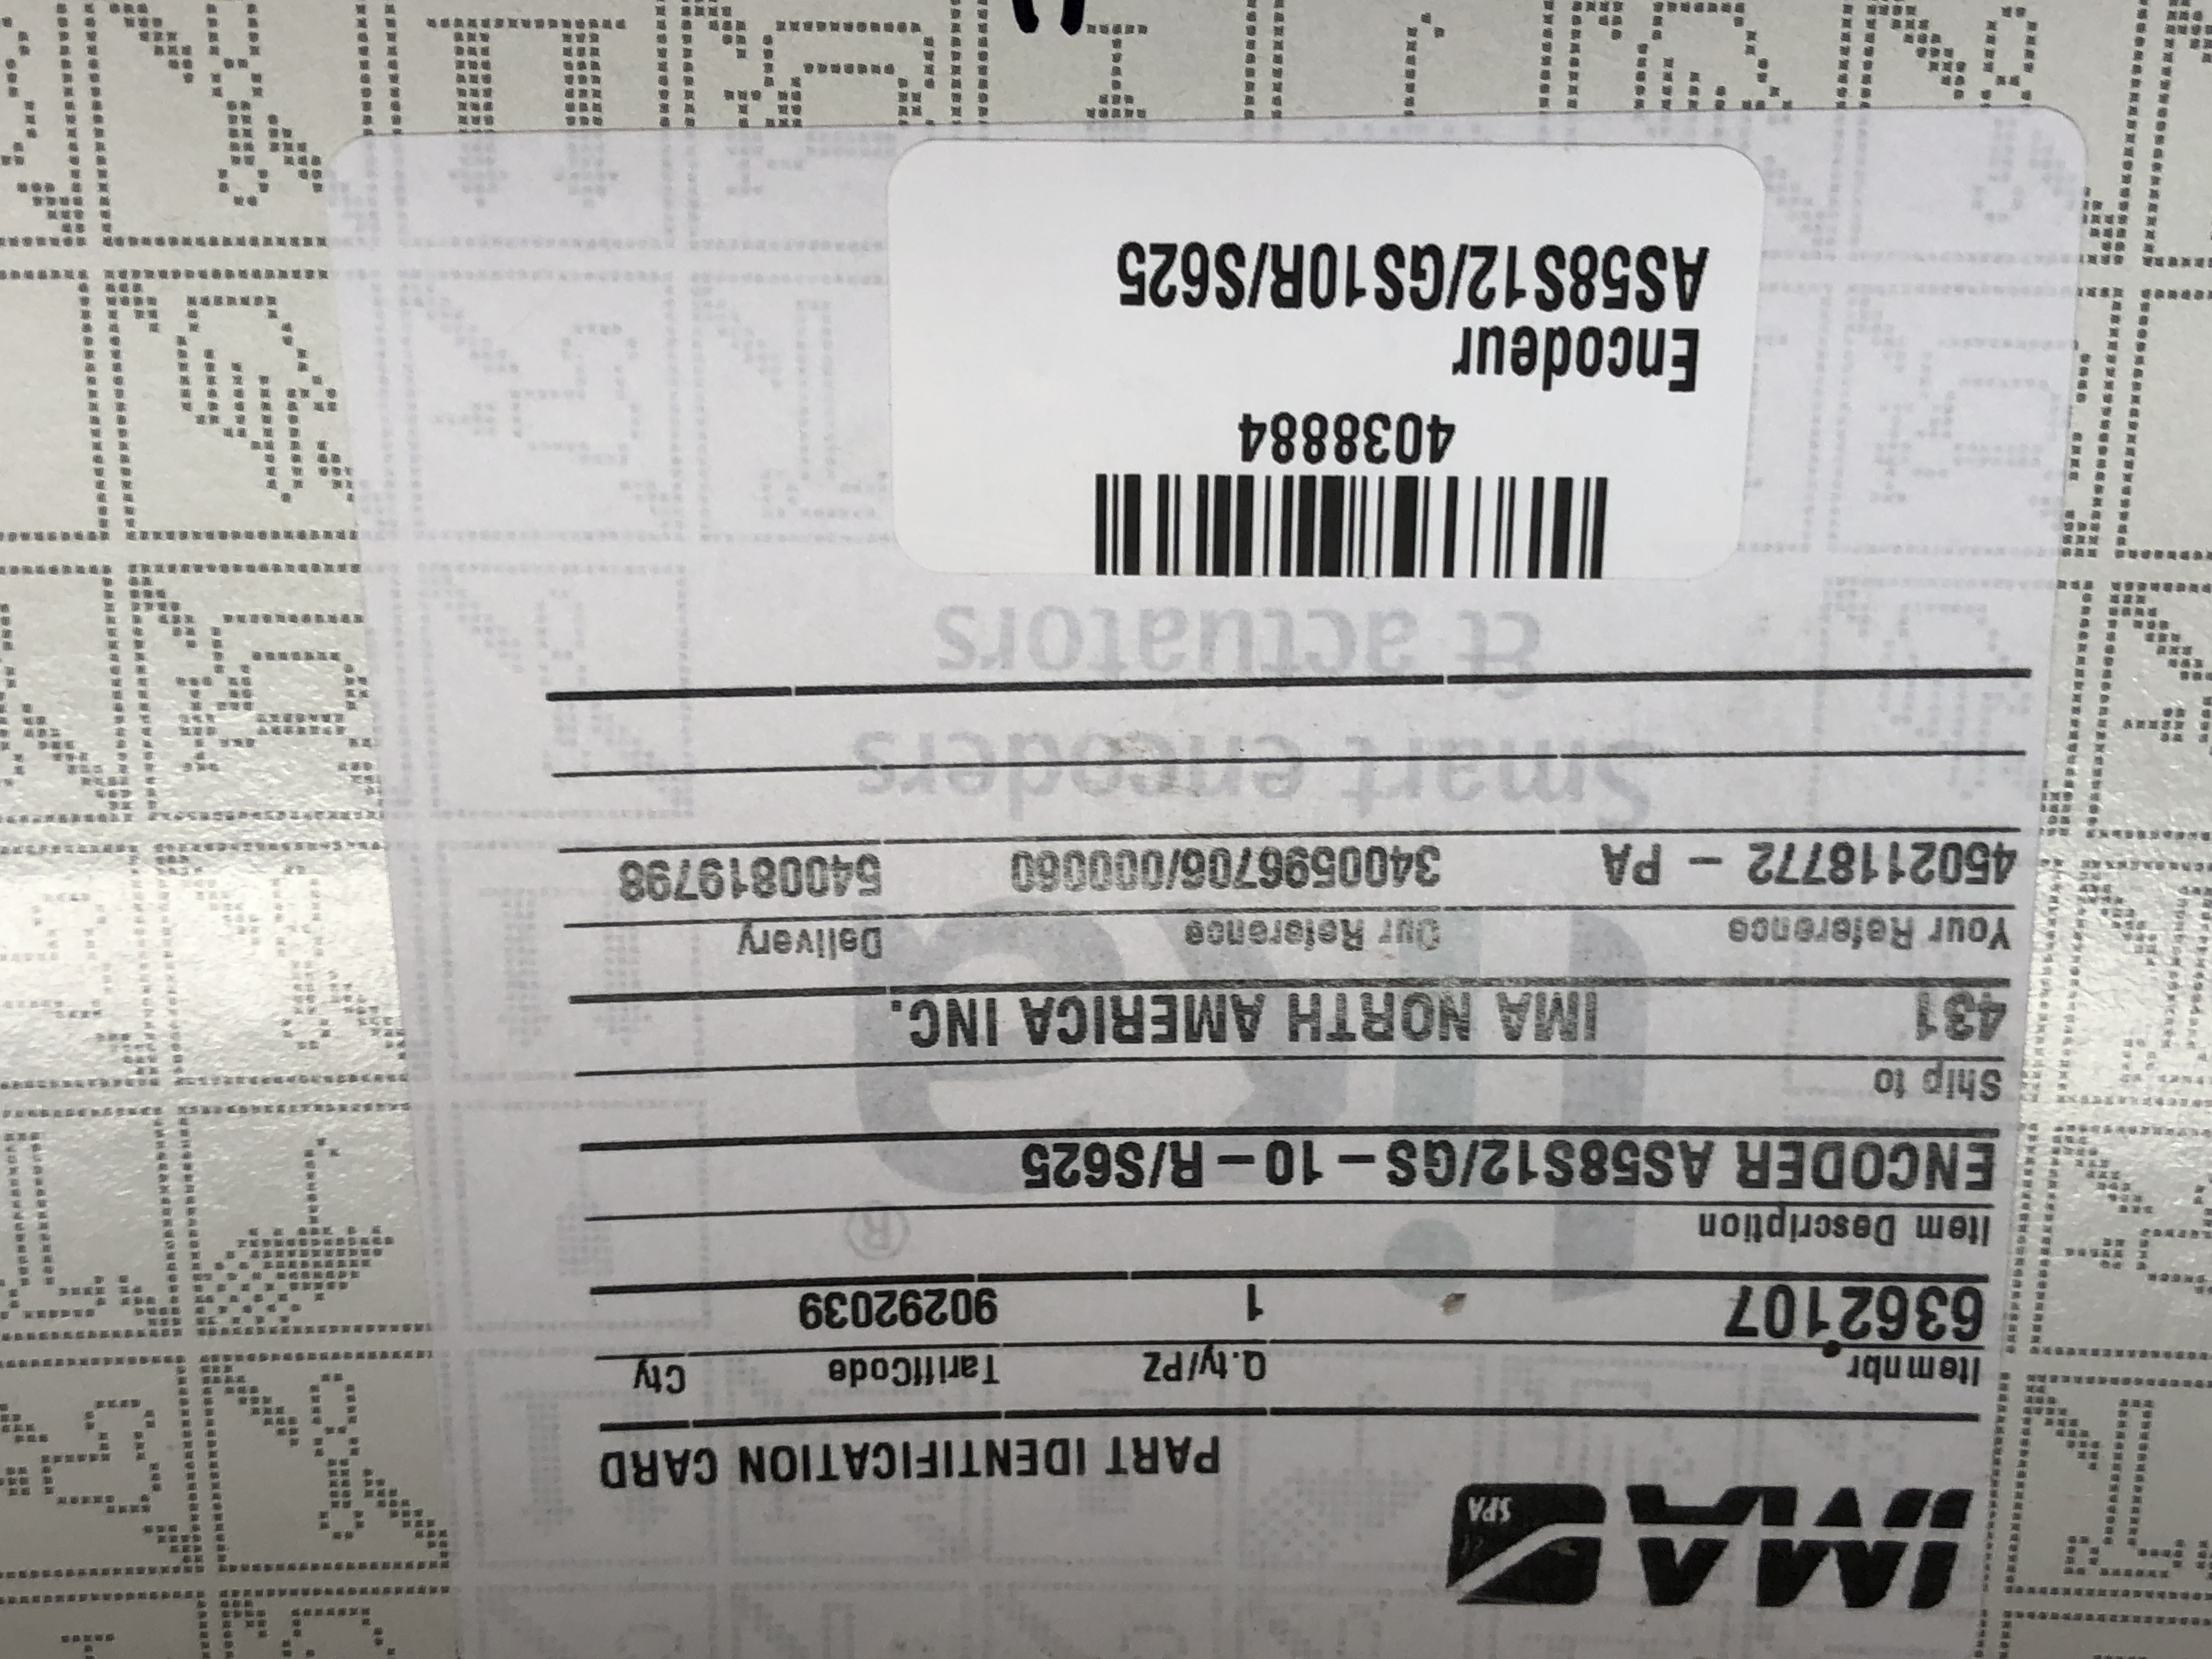 IMA
SPA
PART IDENTIFICATION CARD
Itemnbr Q.ty/PZ TariffCode Cty
6362107 1 90292039
Item Description
ENCODER AS58S12/GS-10-R/S625
Ship to
431 IMA NORTH AMERICA INC.
Your Reference Our Reference Delivery
4502118772 - PA 3400596706/000060 5400819798
lika®
Smart encoders
& actuators
4038884
Encodeur
AS58S12/GS10R/S625